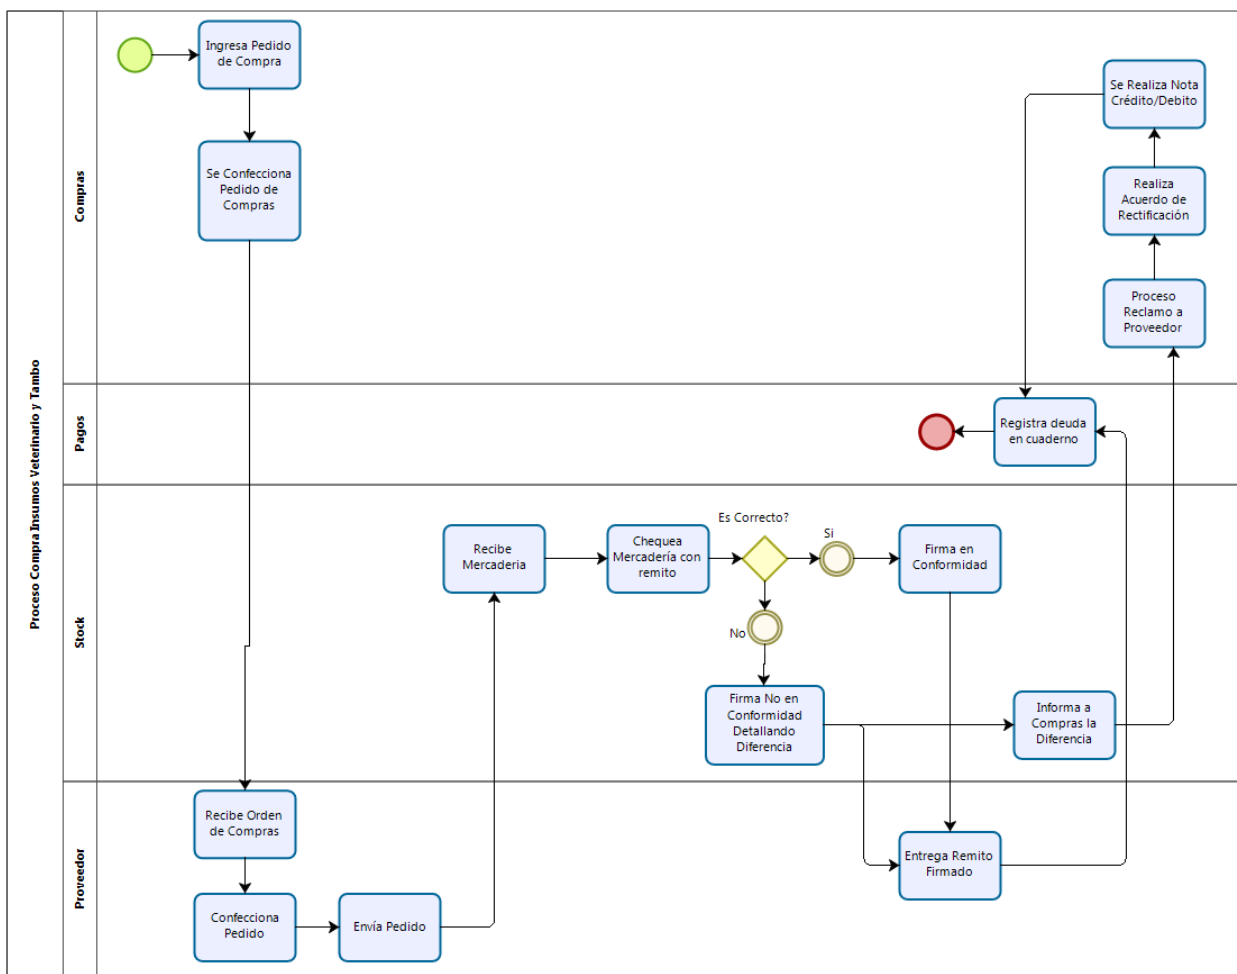 Proceso Compra Insumos Veterinario y Tambo
Compras
Ingresa Pedido
de Compra
Se Confecciona
Pedido de
Compras
Se Realiza Nota
Crédito/Debito
Realiza
Acuerdo de
Rectificación
Proceso
Reclamo a
Proveedor
Pagos
Registra deuda
en cuaderno
Stock
Recibe
Mercaderia
Chequea
Mercadería con
remito
Es Correcto?
Si
Firma en
Conformidad
No
Firma No en
Conformidad
Detallando
Diferencia
Informa a
Compras la
Diferencia
Proveedor
Recibe Orden
de Compras
Confecciona
Pedido
Envía Pedido
Entrega Remito
Firmado